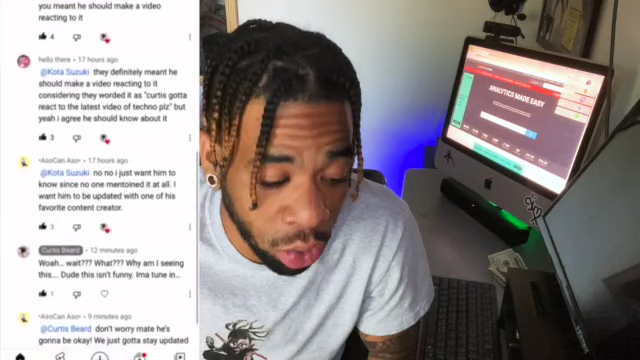 you meant he should make a video
reacting to it
4
hello there • 17 hours ago
@Kota Suzuki they definitely meant he
should make a video reacting to it
considering they worded it as "curtis gotta
react to the latest video of techno plz" but
yeah i agree he should know about it
3
•AsoCan Aso• • 17 hours ago
@Kota Suzuki no no i just want him to
know since no one mentoined it at all. I
want him to be updated with one of his
favorite content creator.
3
Curtis Beard • 12 minutes ago
Woah.. wait??? What??? Why am I seeing
this.... Dude this isn't funny. Ima tune in...
1
•AsoCan Aso• • 9 minutes ago
@Curtis Beard don't worry mate he's
gonna be okay! We just gotta stay updated
ANALYTICS MADE EASY